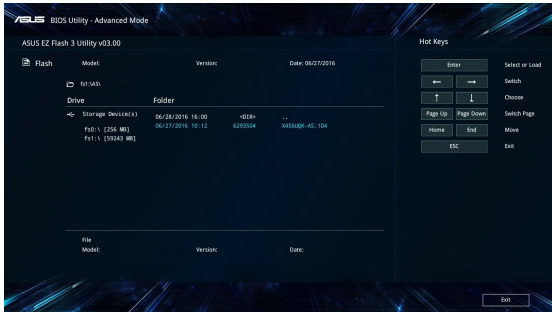 ASUS BIOS Utility - Advanced Mode
ASUS EZ Flash 3 Utility v03.00
Hot Keys
Flash Model: Version: Date: 06/27/2016
fs1:\AS\
Drive Folder
Storage Device(s)
fs0:\ [256 MB]
fs1:\ [59243 MB]
06/28/2016 16:00 <DIR> ..
06/27/2016 10:12 6293504 X456UQK-AS.104
File
Model: Version: Date:
Enter Select or Load
← → Switch
↑ ↓ Choose
Page Up Page Down Switch Page
Home End Move
ESC Exit
Exit